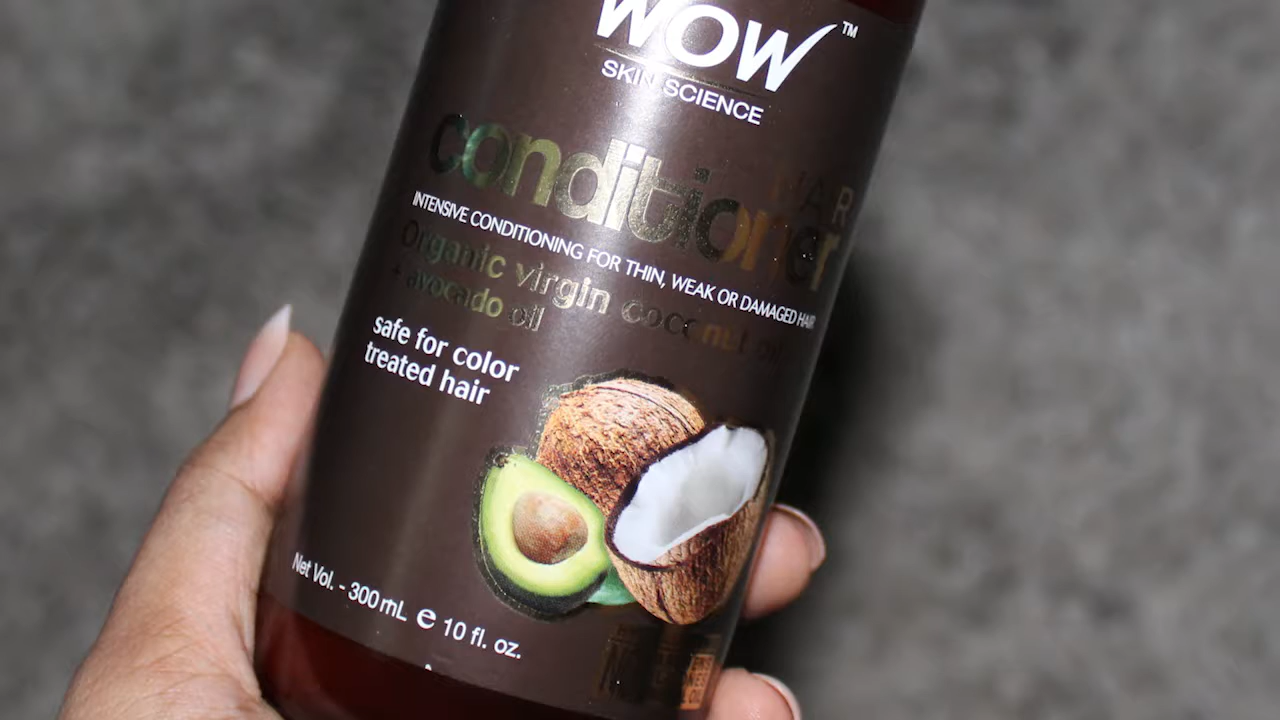 WOW™
SKIN SCIENCE
HAIR
conditioner
INTENSIVE CONDITIONING FOR THIN, WEAK OR DAMAGED HAIR
Organic virgin coconut
+ avocado oil
safe for color
treated hair
Net Vol. - 300 mL ℮ 10 fl. oz.